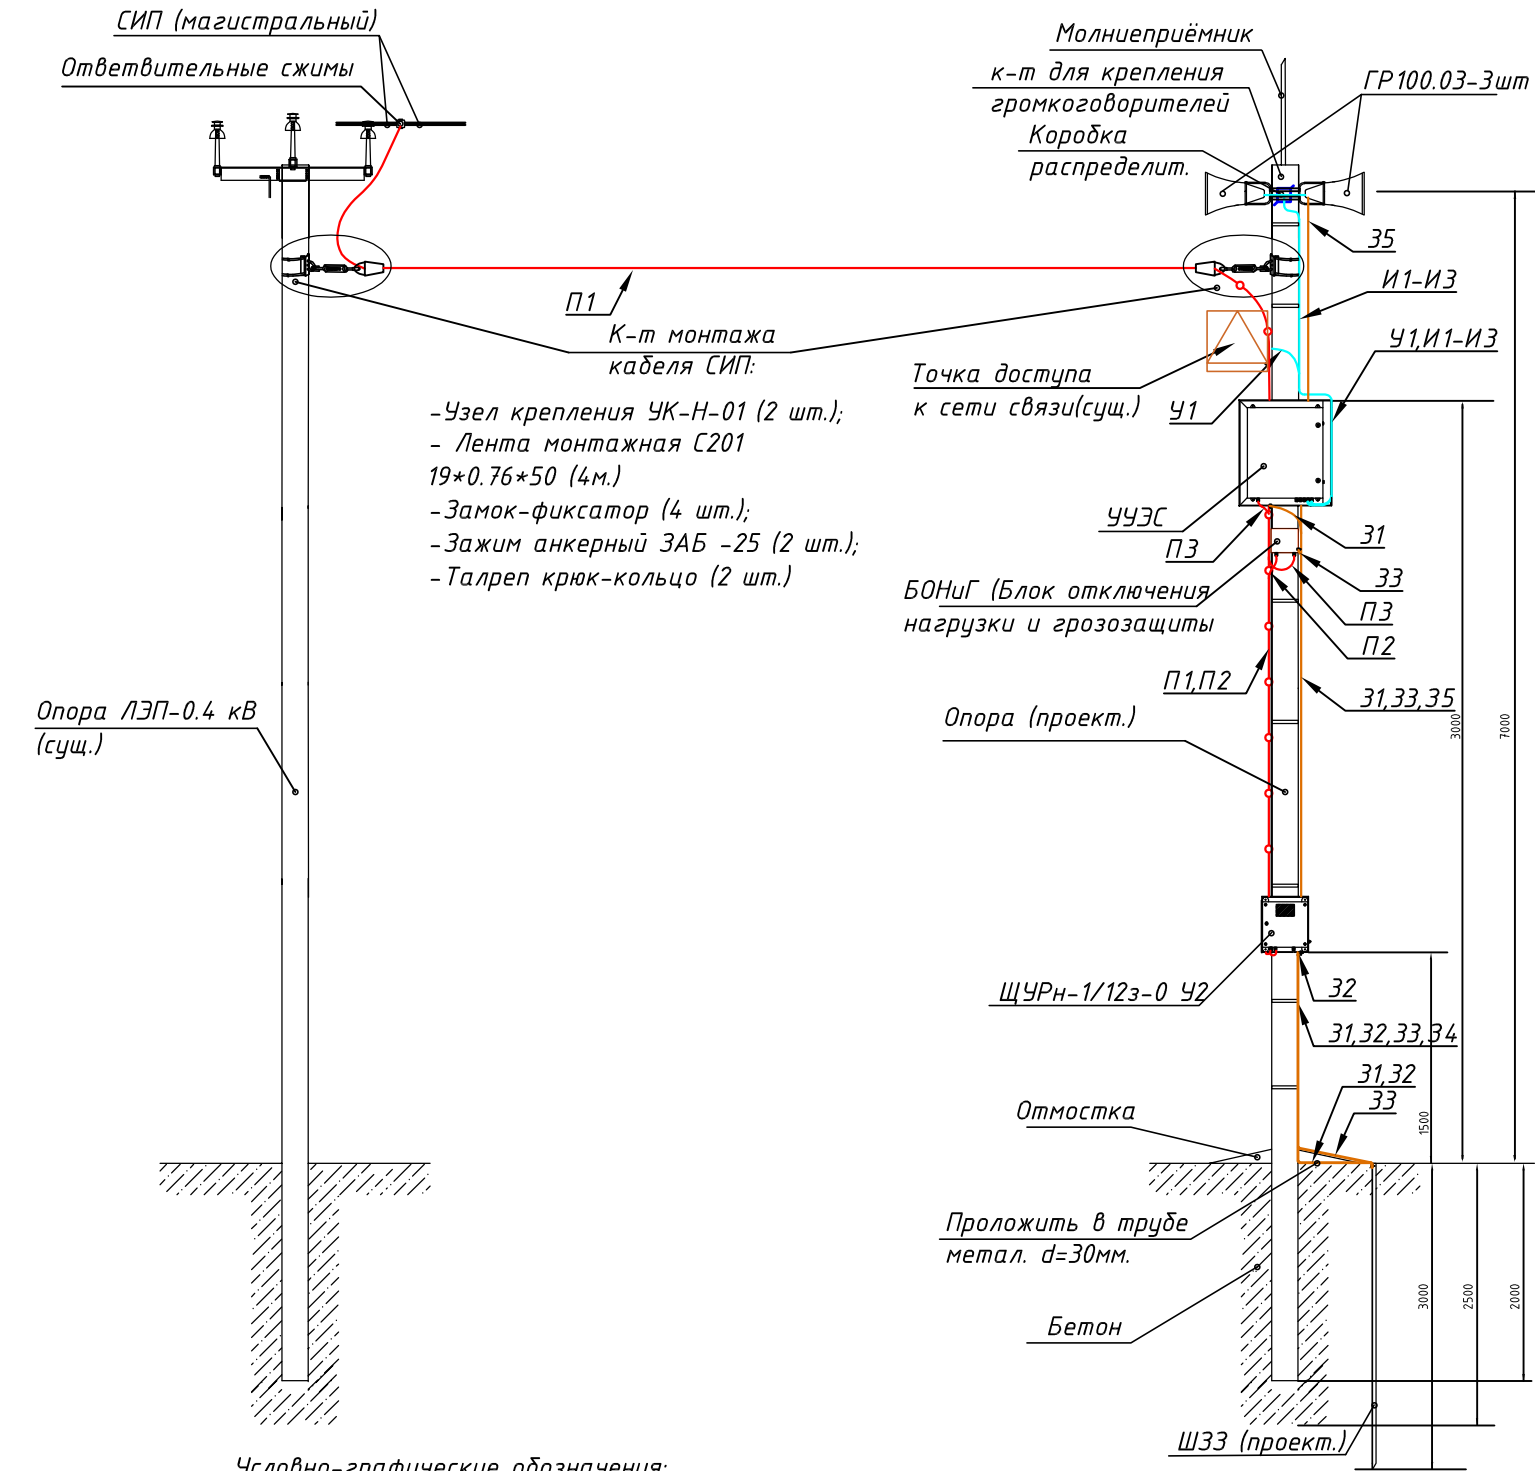 СИП (магистральный)
Ответвительные сжимы
Молниеприёмник
к-т для крепления
громкоговорителей
ГР100.03-3шт
Коробка
распределит.
35
И1-И3
П1
К-т монтажа
кабеля СИП:
У1,И1-И3
Точка доступа
к сети связи(сущ.)
У1
-Узел крепления УК-Н-01 (2 шт.);
- Лента монтажная С201
19*0.76*50 (4м.)
-Замок-фиксатор (4 шт.);
-Зажим анкерный ЗАБ -25 (2 шт.);
-Талреп крюк-кольцо (2 шт.)
УУЭС
П3
31
БОНиГ (Блок отключения
нагрузки и грозозащиты
33
П3
П2
П1,П2
31,33,35
Опора ЛЭП-0.4 кВ
(сущ.)
Опора (проект.)
3000
7000
ЩУРн-1/12з-0 У2
32
31,32,33,34
31,32
33
1500
Отмостка
Проложить в трубе
метал. d=30мм.
Бетон
3000
2500
2000
ШЗЗ (проект.)
Условно-графические обозначения: